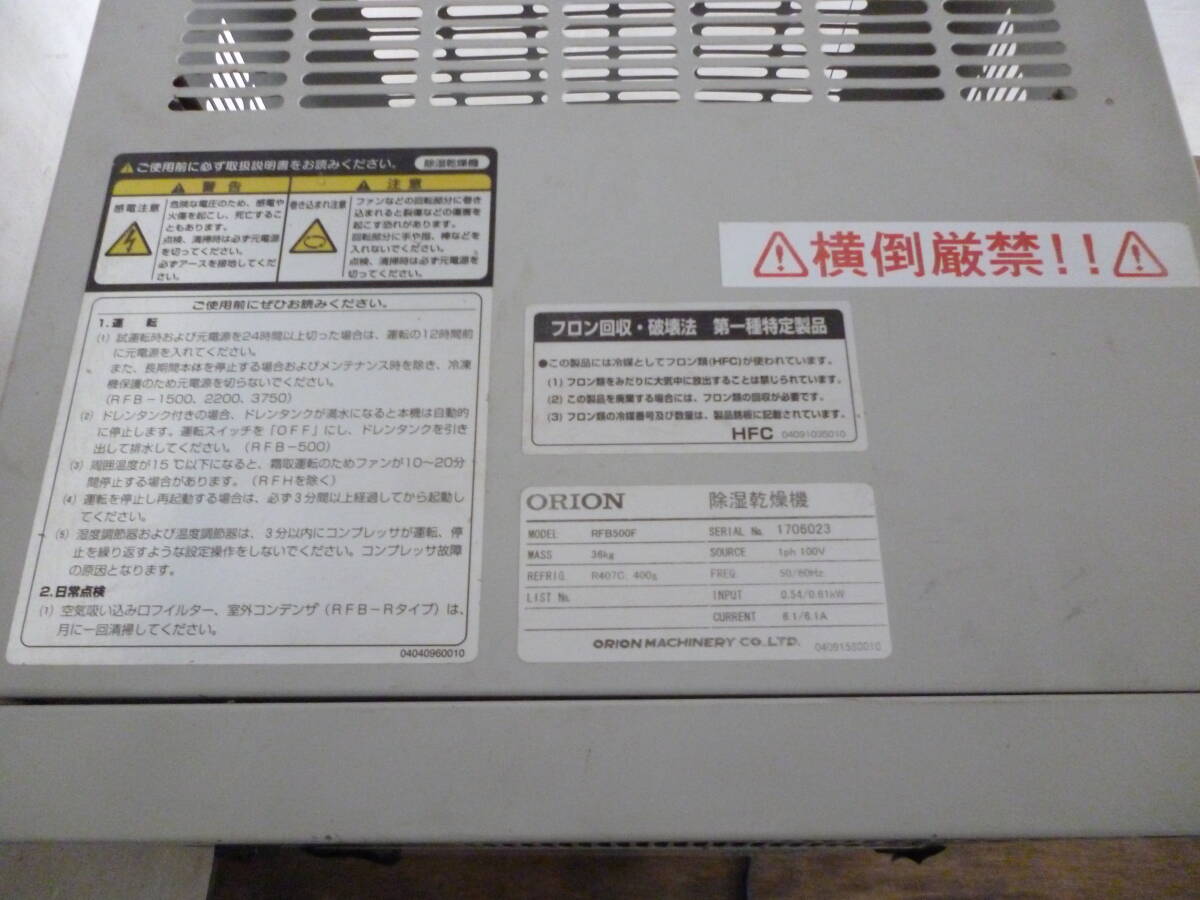 ご使用前に必ず取扱説明書をお読みください。 除湿乾燥機
警告
感電注意
危険な電圧のため、感電や
火傷を起こし、死亡するこ
ともあります。
点検、清掃時は必ず元電源
を切ってください。
必ずアースを接地してくだ
さい。
注意
巻き込まれ注意
ファンなどの回転部分に巻き
込まれると裂傷などの傷害を
起こす恐れがあります。
回転部分に手や指、棒などを
入れないでください。
点検、清掃時は必ず元電源を
切ってください。
ご使用前にぜひお読みください。
1.運 転
(1) 試運転時および元電源を24時間以上切った場合は、運転の12時間前
に元電源を入れてください。
また、長期間本体を停止する場合およびメンテナンス時を除き、冷凍
機保護のため元電源を切らないでください。
(RFB-1500、2200、3750)
(2) ドレンタンク付きの場合、ドレンタンクが満水になると本機は自動的
に停止します。運転スイッチを「OFF」にし、ドレンタンクを引き
出して排水してください。(RFB-500)
(3) 周囲温度が15℃以下になると、霜取運転のためファンが10~20分
間停止する場合があります。(RFHを除く)
(4) 運転を停止し再起動する場合は、必ず3分間以上経過してから起動し
てください。
(5) 湿度調節器および温度調節器は、3分以内にコンプレッサが運転、停
止を繰り返すような設定操作をしないでください。コンプレッサ故障
の原因となります。
2.日常点検
(1) 空気吸い込み口フイルター、室外コンデンザ(RFB-Rタイプ)は、
月に一回清掃してください。
04040960010
横倒厳禁!!
フロン回収・破壊法 第一種特定製品
●この製品には冷媒としてフロン類(HFC)が使われています。
(1) フロン類をみだりに大気中に放出することは禁じられています。
(2) この製品を廃棄する場合には、フロン類の回収が必要です。
(3) フロン類の冷媒番号及び数量は、製品銘板に記載されています。
HFC 04091095010
ORION 除湿乾燥機
MODEL RFB500F SERIAL No. 1706023
MASS 36kg SOURCE 1ph 100V
REFRIG. R407C, 400g FREQ. 50/60Hz
LIST No. INPUT 0.54/0.61kW
CURRENT 6.1/6.1A
ORION MACHINERY CO.,LTD. 04091580010